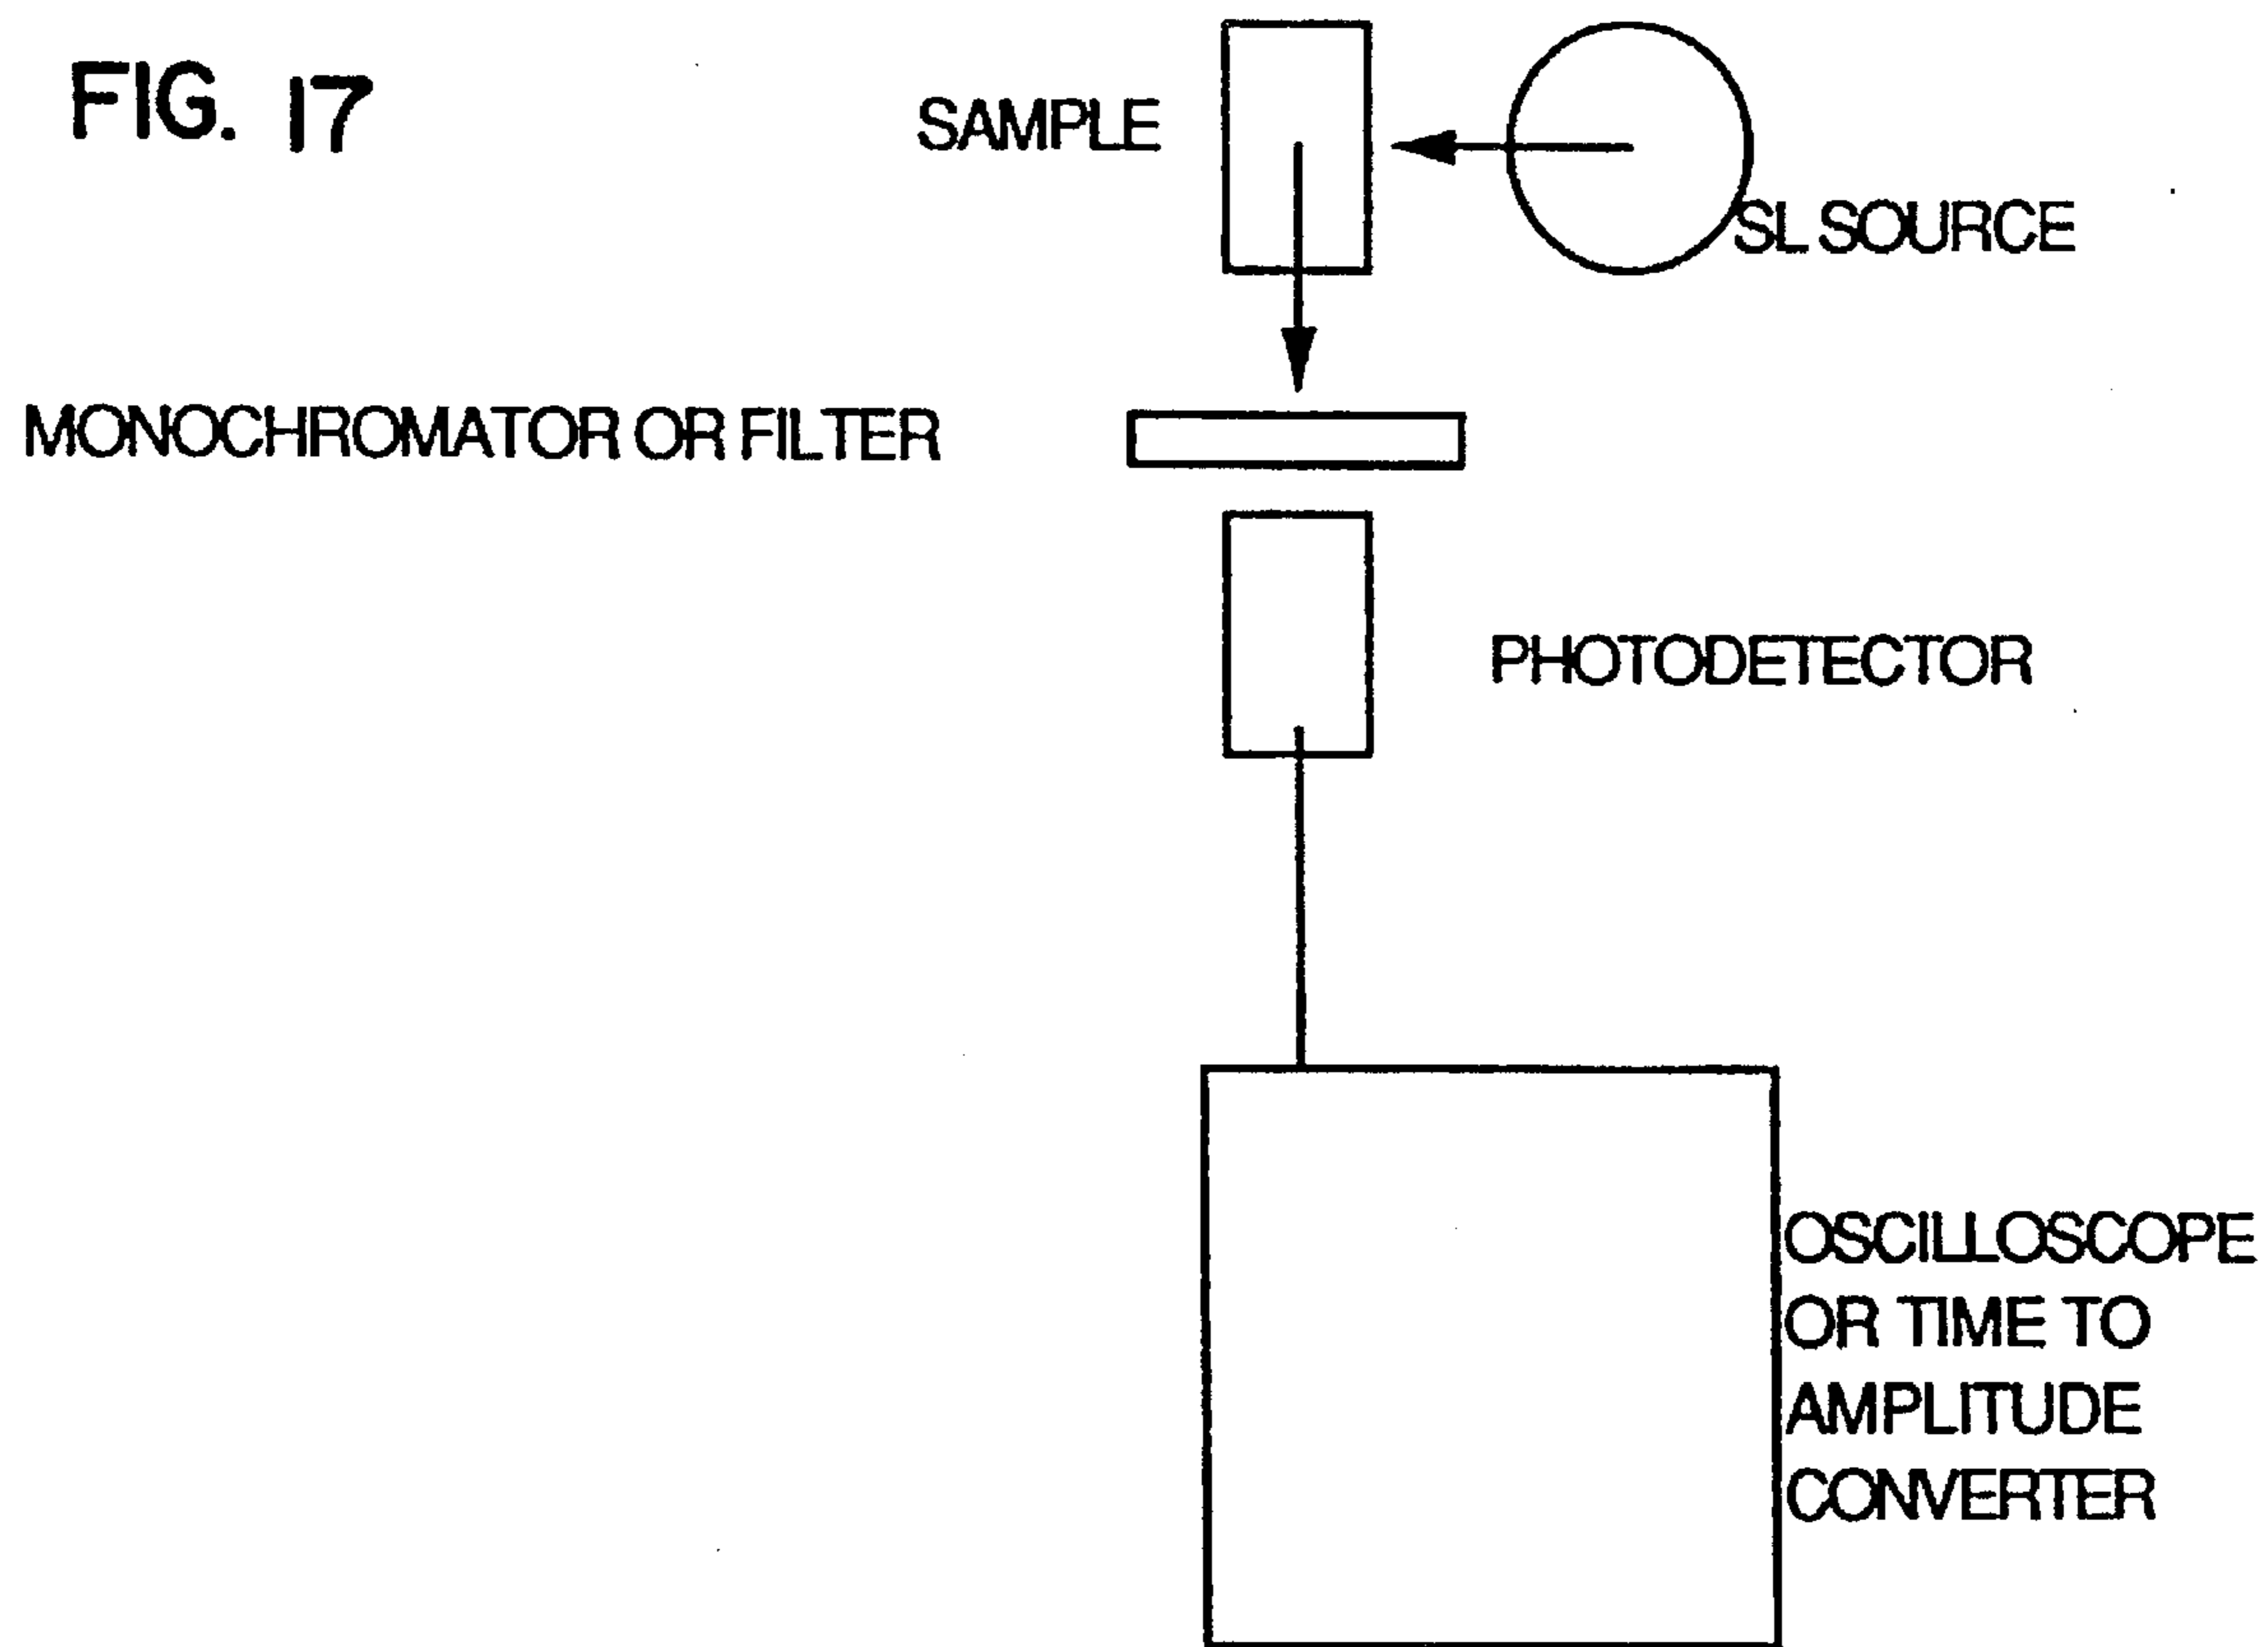 FIG. 17
SAMPLE
SL SOURCE
MONOCHROMATOR OR FILTER
PHOTODETECTOR
OSCILLOSCOPE
OR TIME TO
AMPLITUDE
CONVERTER